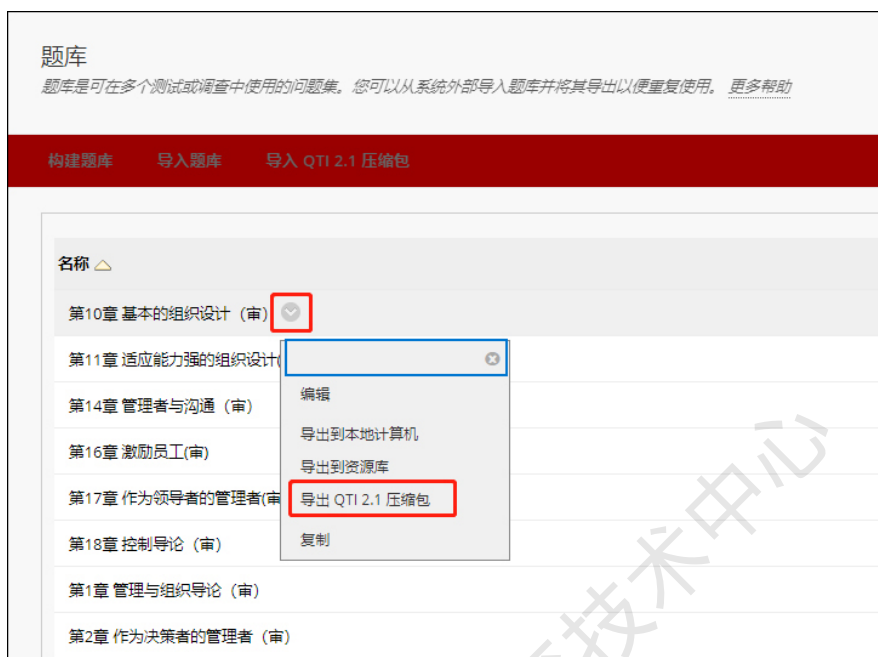 题库
题库是可在多个测试或调查中使用的问题集。您可以从系统外部导入题库并将其导出以便重复使用。 更多帮助
构建题库 导入题库 导入 QTI 2.1 压缩包
名称
第10章 基本的组织设计（审）
第11章 适应能力强的组织设计(
第14章 管理者与沟通（审）
第16章 激励员工(审)
第17章 作为领导者的管理者(审
第18章 控制导论（审）
第1章 管理与组织导论（审）
第2章 作为决策者的管理者（审）
编辑
导出到本地计算机
导出到资源库
导出 QTI 2.1 压缩包
复制
技术中心